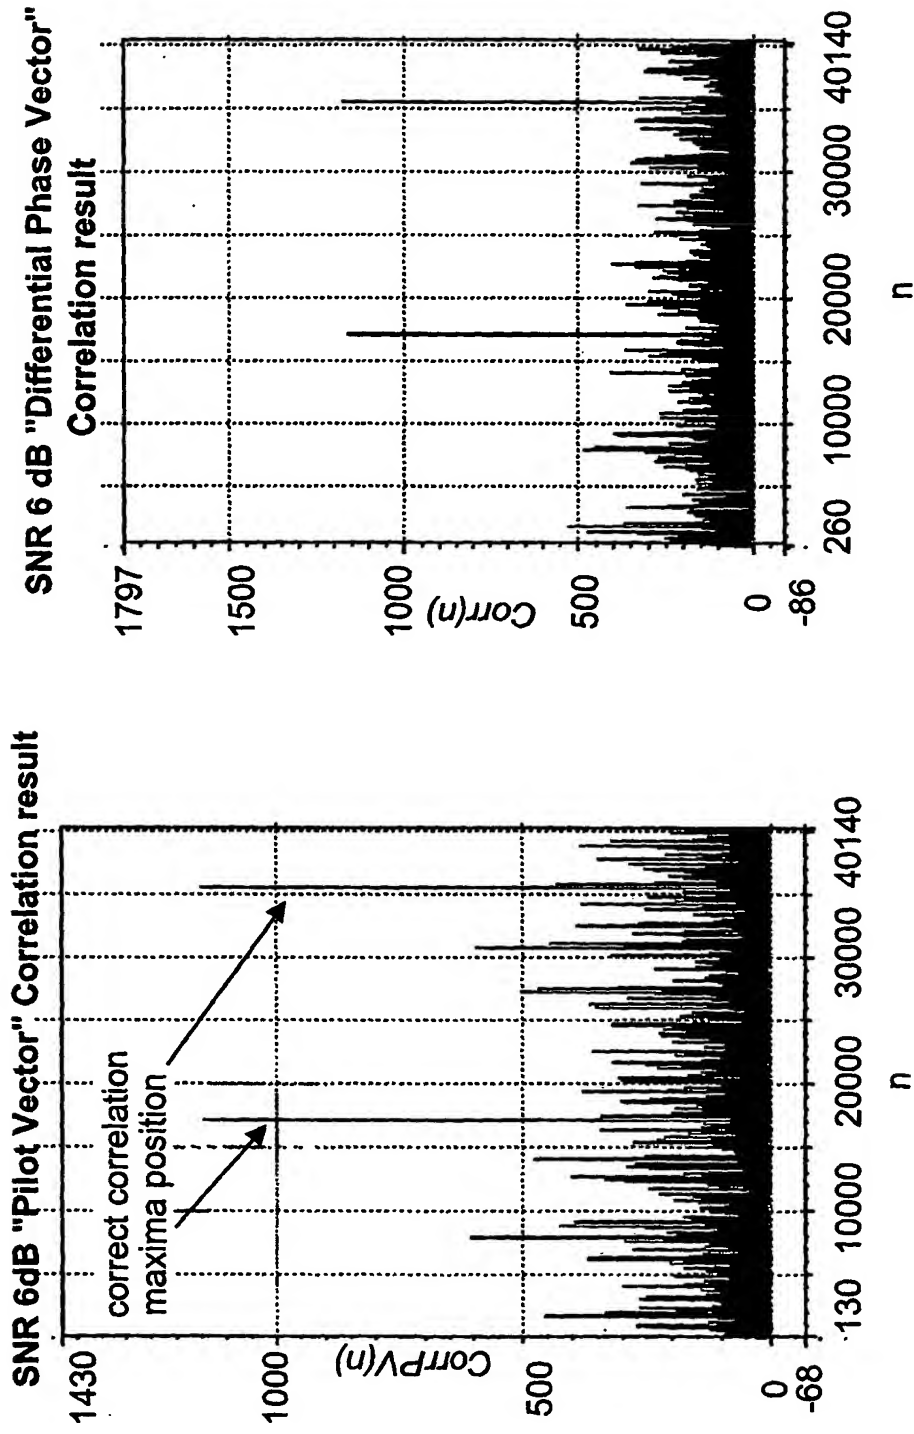 SNR 6dB "Pilot Vector" Correlation result
1430
1000
500
0
-68
CorrPV(n)
correct correlation
maxima position
130
10000
20000
30000
40140
n
SNR 6 dB "Differential Phase Vector"
Correlation result
1797
1500
1000
500
0
-86
Corr(n)
260
10000
20000
30000
40140
n